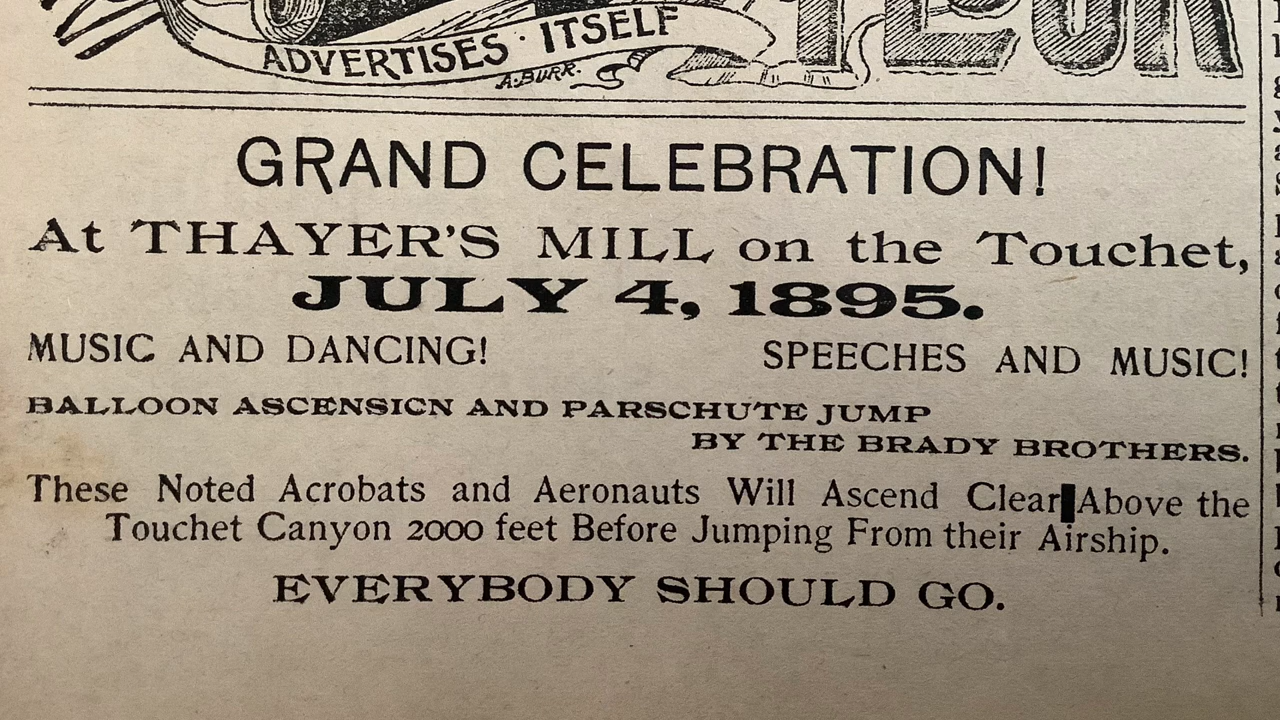 ADVERTISES · ITSELF
A. BURR.
GRAND CELEBRATION!
At THAYER'S MILL on the Touchet,
JULY 4, 1895.
MUSIC AND DANCING! SPEECHES AND MUSIC!
BALLOON ASCENSICN AND PARSCHUTE JUMP
BY THE BRADY BROTHERS.
These Noted Acrobats and Aeronauts Will Ascend Clear Above the
Touchet Canyon 2000 feet Before Jumping From their Airship.
EVERYBODY SHOULD GO.